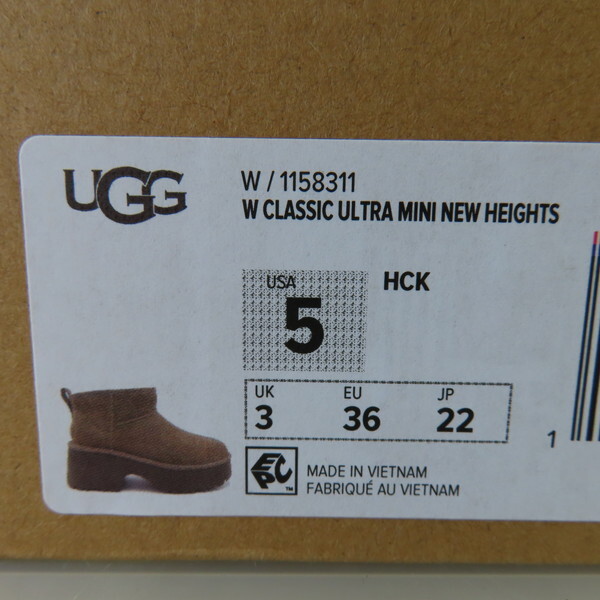 UGG
W / 1158311
W CLASSIC ULTRA MINI NEW HEIGHTS
USA
5
HCK
UK EU JP
3 36 22
1
EPC™
MADE IN VIETNAM
FABRIQUÉ AU VIETNAM